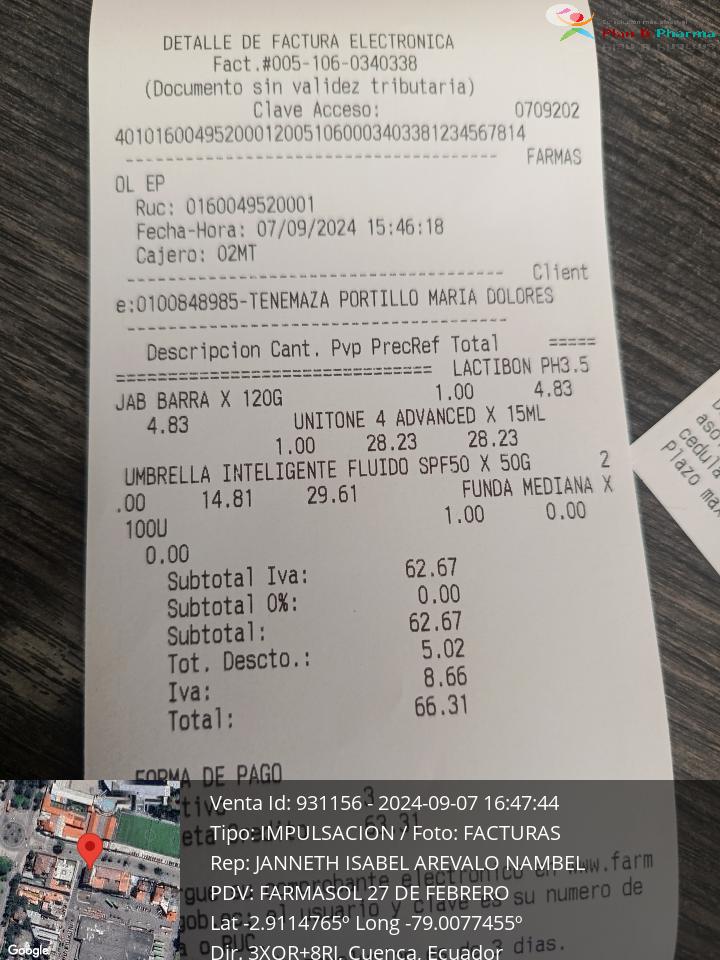 Plan B Pharma
DETALLE DE FACTURA ELECTRONICA
Fact.#005-106-0340338
(Documento sin validez tributaria)
Clave Acceso: 0709202
401016004952000120051060003403381234567814
------------------------------------ FARMAS
OL EP
Ruc: 0160049520001
Fecha-Hora: 07/09/2024 15:46:18
Cajero: 02MT
------------------------------------ Client
e:0100848985-TENEMAZA PORTILLO MARIA DOLORES
------------------------------------
Descripcion Cant. Pvp PrecRef Total =====
=============================== LACTIBON PH3.5
JAB BARRA X 120G 1.00 4.83
4.83 UNITONE 4 ADVANCED X 15ML
1.00 28.23 28.23
UMBRELLA INTELIGENTE FLUIDO SPF50 X 50G 2
.00 14.81 29.61 FUNDA MEDIANA X
100U 1.00 0.00
0.00
Subtotal Iva: 62.67
Subtotal 0%: 0.00
Subtotal: 62.67
Tot. Descto.: 5.02
Iva: 8.66
Total: 66.31
FORMA DE PAGO
cedula
Plazo
Venta Id: 931156 - 2024-09-07 16:47:44
Tipo: IMPULSACION / Foto: FACTURAS
Rep: JANNETH ISABEL AREVALO NAMBEL
PDV: FARMASOL 27 DE FEBRERO
Lat -2.9114765º Long -79.0077455º
Dir. 3XQR+8RJ, Cuenca, Ecuador
Google